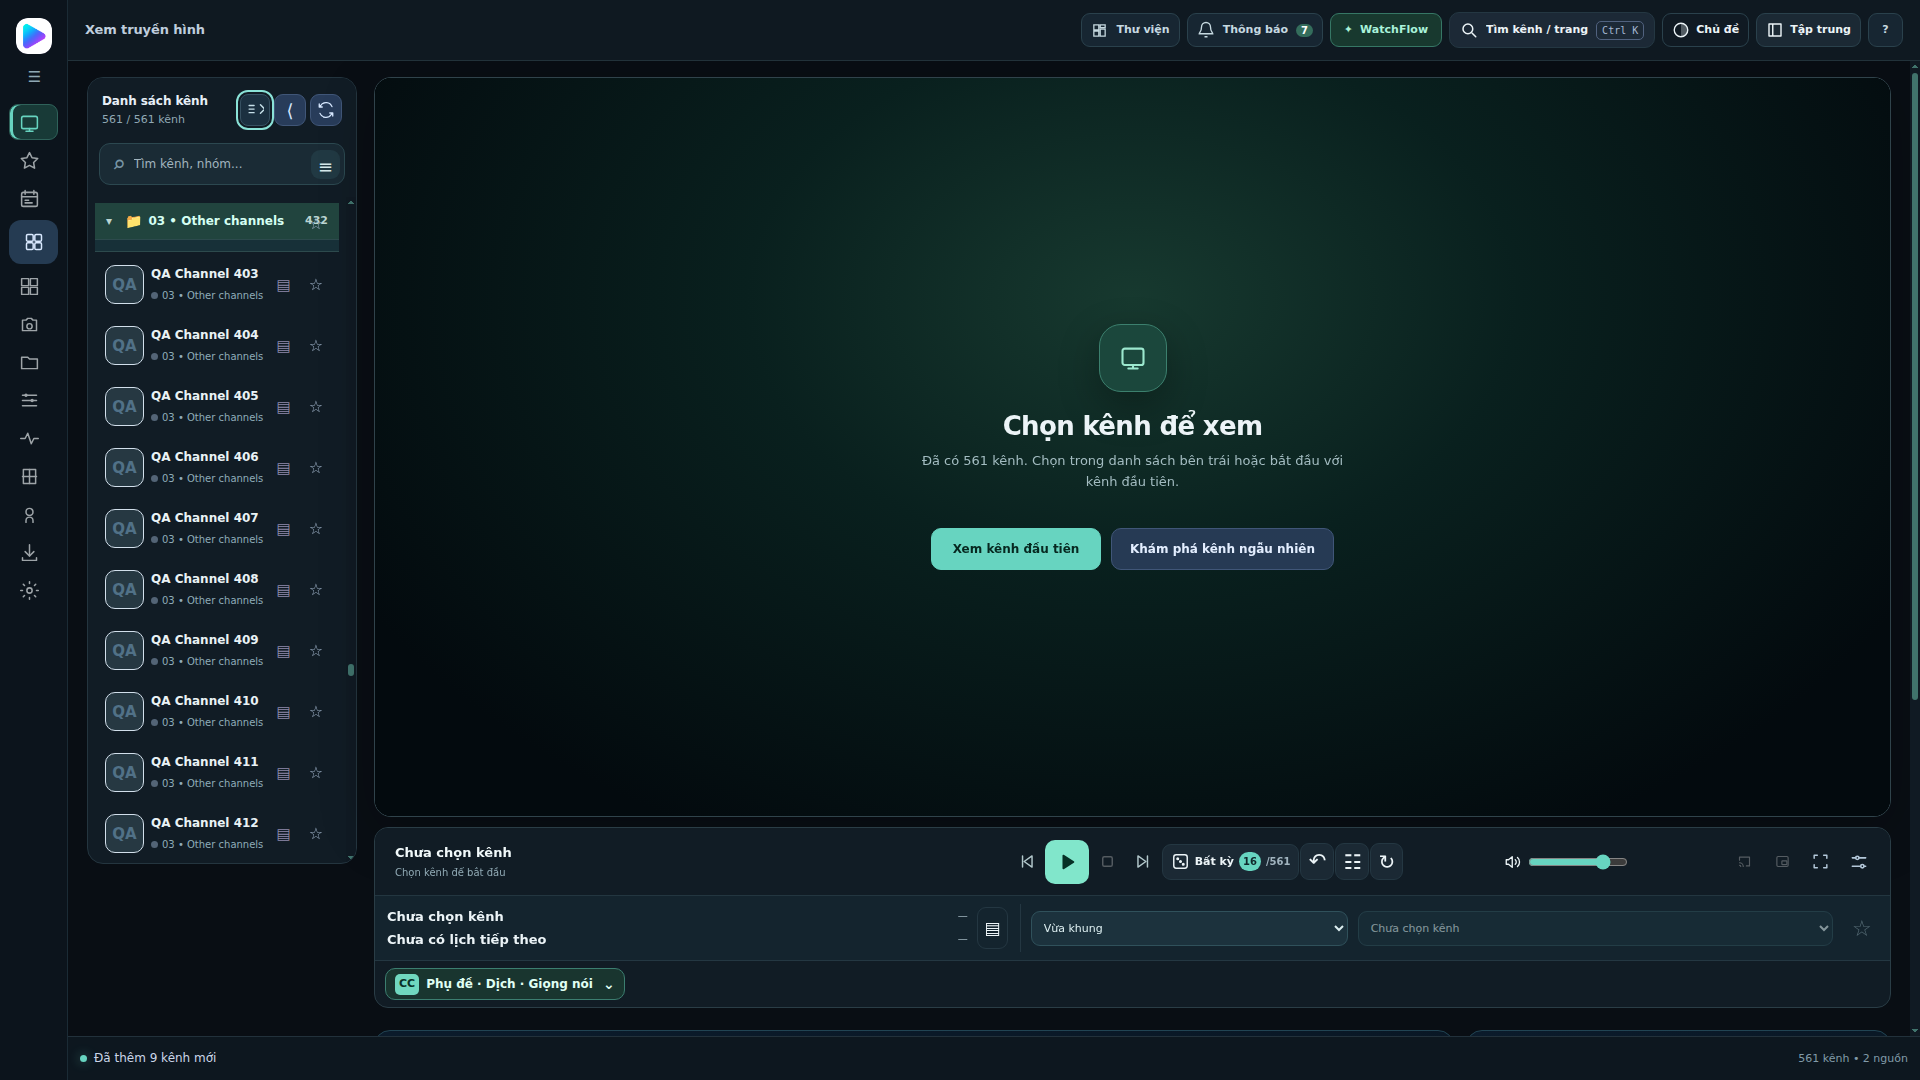 Xem truyền hình
Thư viện
Thông báo 7
WatchFlow
Tìm kênh / trang Ctrl K
Chủ đề
Tập trung
?
Danh sách kênh
561 / 561 kênh
Tìm kênh, nhóm...
03 • Other channels 432
QA QA Channel 403
03 • Other channels
QA QA Channel 404
03 • Other channels
QA QA Channel 405
03 • Other channels
QA QA Channel 406
03 • Other channels
QA QA Channel 407
03 • Other channels
QA QA Channel 408
03 • Other channels
QA QA Channel 409
03 • Other channels
QA QA Channel 410
03 • Other channels
QA QA Channel 411
03 • Other channels
QA QA Channel 412
03 • Other channels
Chọn kênh để xem
Đã có 561 kênh. Chọn trong danh sách bên trái hoặc bắt đầu với
kênh đầu tiên.
Xem kênh đầu tiên
Khám phá kênh ngẫu nhiên
Chưa chọn kênh
Chọn kênh để bắt đầu
Bất kỳ 16 /561
Chưa chọn kênh —
Chưa có lịch tiếp theo —
Vừa khung
Chưa chọn kênh
CC Phụ đề · Dịch · Giọng nói
Đã thêm 9 kênh mới
561 kênh • 2 nguồn